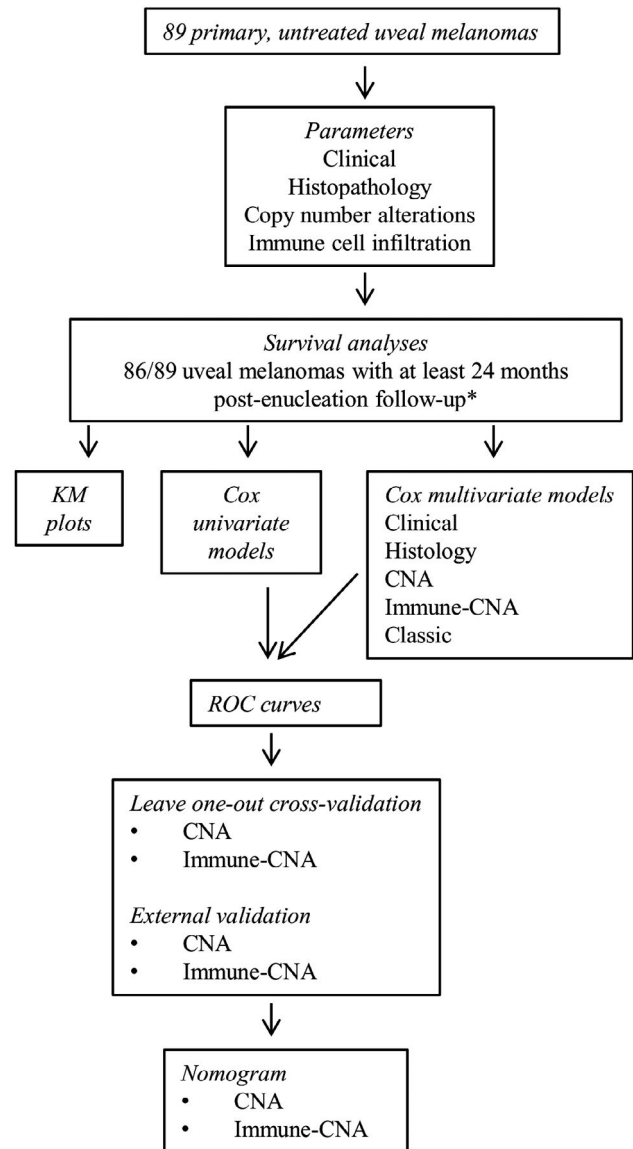 89 primary, untreated uveal melanomas
Parameters
Clinical
Histopathology
Copy number alterations
Immune cell infiltration
Survival analyses
86/89 uveal melanomas with at least 24 months
post-enucleation follow-up*
KM
plots
Cox
univariate
models
Cox multivariate models
Clinical
Histology
CNA
Immune-CNA
Classic
ROC curves
Leave one-out cross-validation
• CNA
• Immune-CNA
External validation
• CNA
• Immune-CNA
Nomogram
• CNA
• Immune-CNA